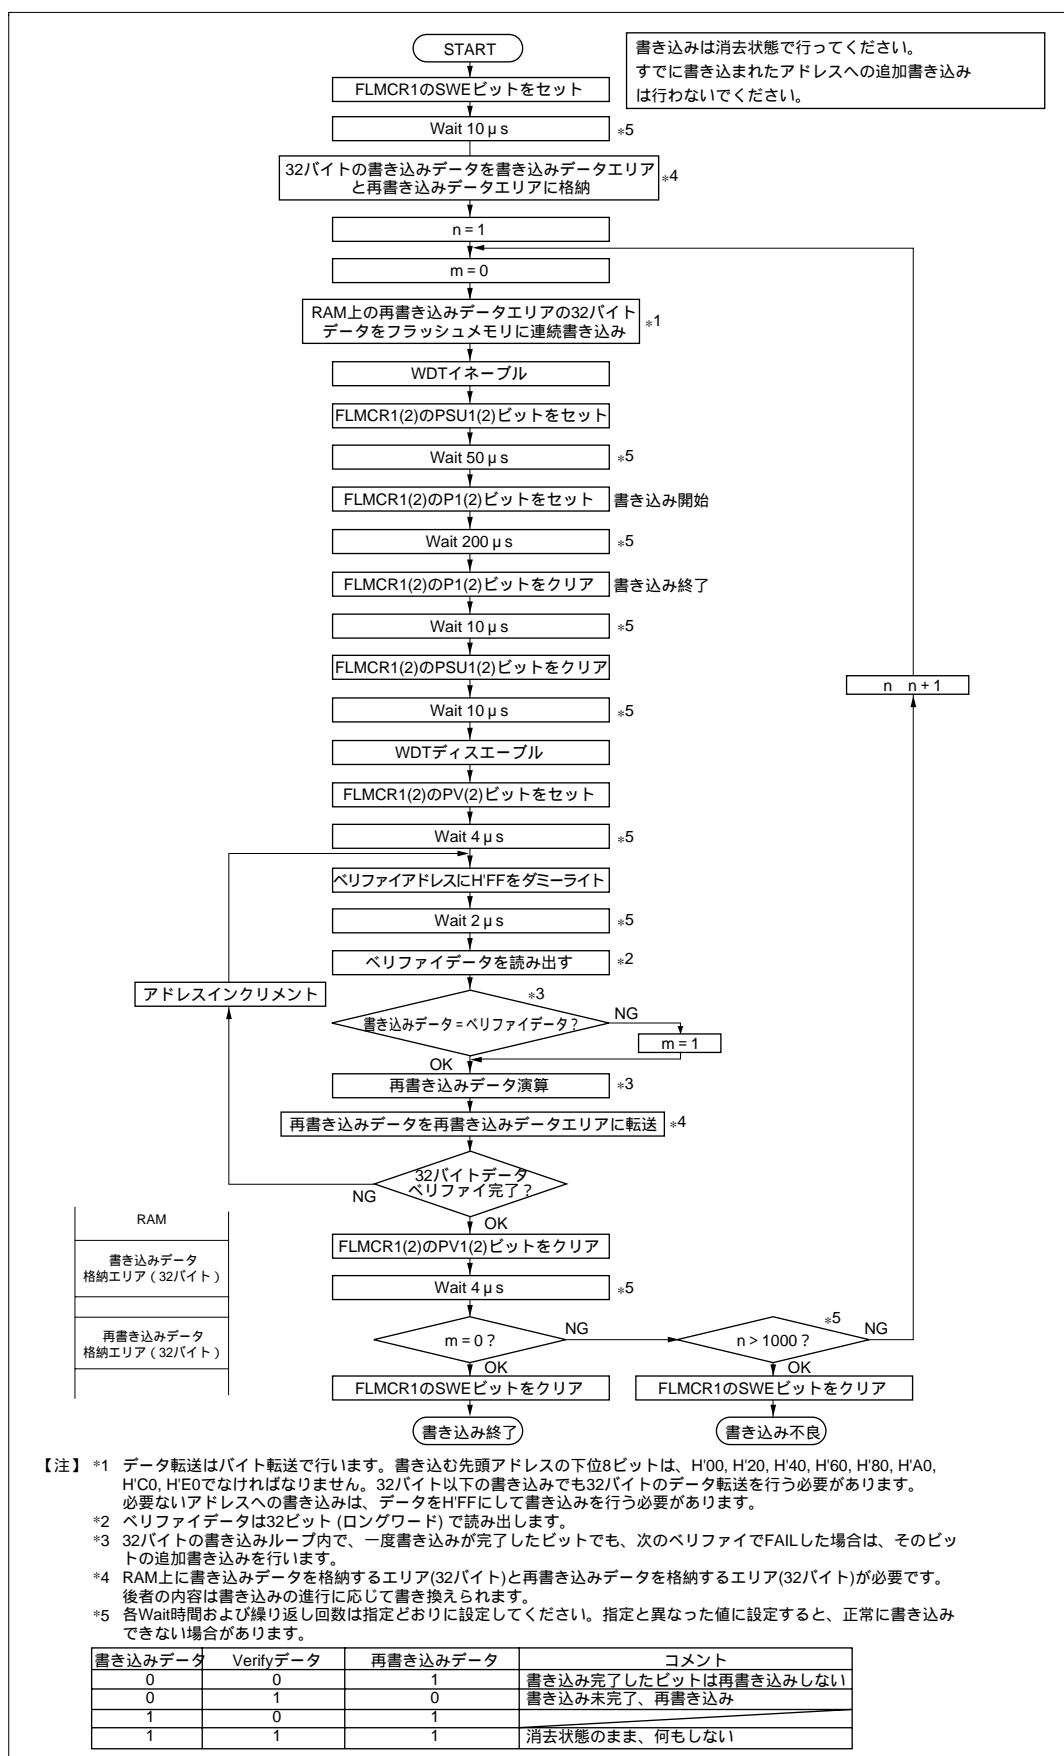 START
書き込みは消去状態で行ってください。
すでに書き込まれたアドレスへの追加書き込み
は行わないでください。
FLMCR1のSWEビットをセット
Wait 10 μ s *5
32バイトの書き込みデータを書き込みデータエリア
と再書き込みデータエリアに格納 *4
n = 1
m = 0
RAM上の再書き込みデータエリアの32バイト
データをフラッシュメモリに連続書き込み *1
WDTイネーブル
FLMCR1(2)のPSU1(2)ビットをセット
Wait 50 μ s *5
FLMCR1(2)のP1(2)ビットをセット 書き込み開始
Wait 200 μ s *5
FLMCR1(2)のP1(2)ビットをクリア 書き込み終了
Wait 10 μ s *5
FLMCR1(2)のPSU1(2)ビットをクリア
n n + 1
Wait 10 μ s *5
WDTディスエーブル
FLMCR1(2)のPV(2)ビットをセット
Wait 4 μ s *5
ベリファイアドレスにH'FFをダミーライト
Wait 2 μ s *5
ベリファイデータを読み出す *2
アドレスインクリメント
*3
書き込みデータ = ベリファイデータ？ NG
m = 1
OK
再書き込みデータ演算 *3
再書き込みデータを再書き込みデータエリアに転送 *4
32バイトデータ
ベリファイ完了？
NG
OK
RAM
FLMCR1(2)のPV1(2)ビットをクリア
書き込みデータ
格納エリア（32バイト）
Wait 4 μ s *5
再書き込みデータ
格納エリア（32バイト）
m = 0？ NG
*5
n > 1000？ NG
OK
OK
FLMCR1のSWEビットをクリア
FLMCR1のSWEビットをクリア
書き込み終了
書き込み不良
【注】 *1 データ転送はバイト転送で行います。書き込む先頭アドレスの下位8ビットは、H'00, H'20, H'40, H'60, H'80, H'A0,
H'C0, H'E0でなければなりません。32バイト以下の書き込みでも32バイトのデータ転送を行う必要があります。
必要ないアドレスへの書き込みは、データをH'FFにして書き込みを行う必要があります。
*2 ベリファイデータは32ビット (ロングワード) で読み出します。
*3 32バイトの書き込みループ内で、一度書き込みが完了したビットでも、次のベリファイでFAILした場合は、そのビッ
トの追加書き込みを行います。
*4 RAM上に書き込みデータを格納するエリア(32バイト)と再書き込みデータを格納するエリア(32バイト)が必要です。
後者の内容は書き込みの進行に応じて書き換えられます。
*5 各Wait時間および繰り返し回数は指定どおりに設定してください。指定と異なった値に設定すると、正常に書き込み
できない場合があります。
書き込みデータ Verifyデータ 再書き込みデータ コメント
0 0 1 書き込み完了したビットは再書き込みしない
0 1 0 書き込み未完了、再書き込み
1 0 1
1 1 1 消去状態のまま、何もしない